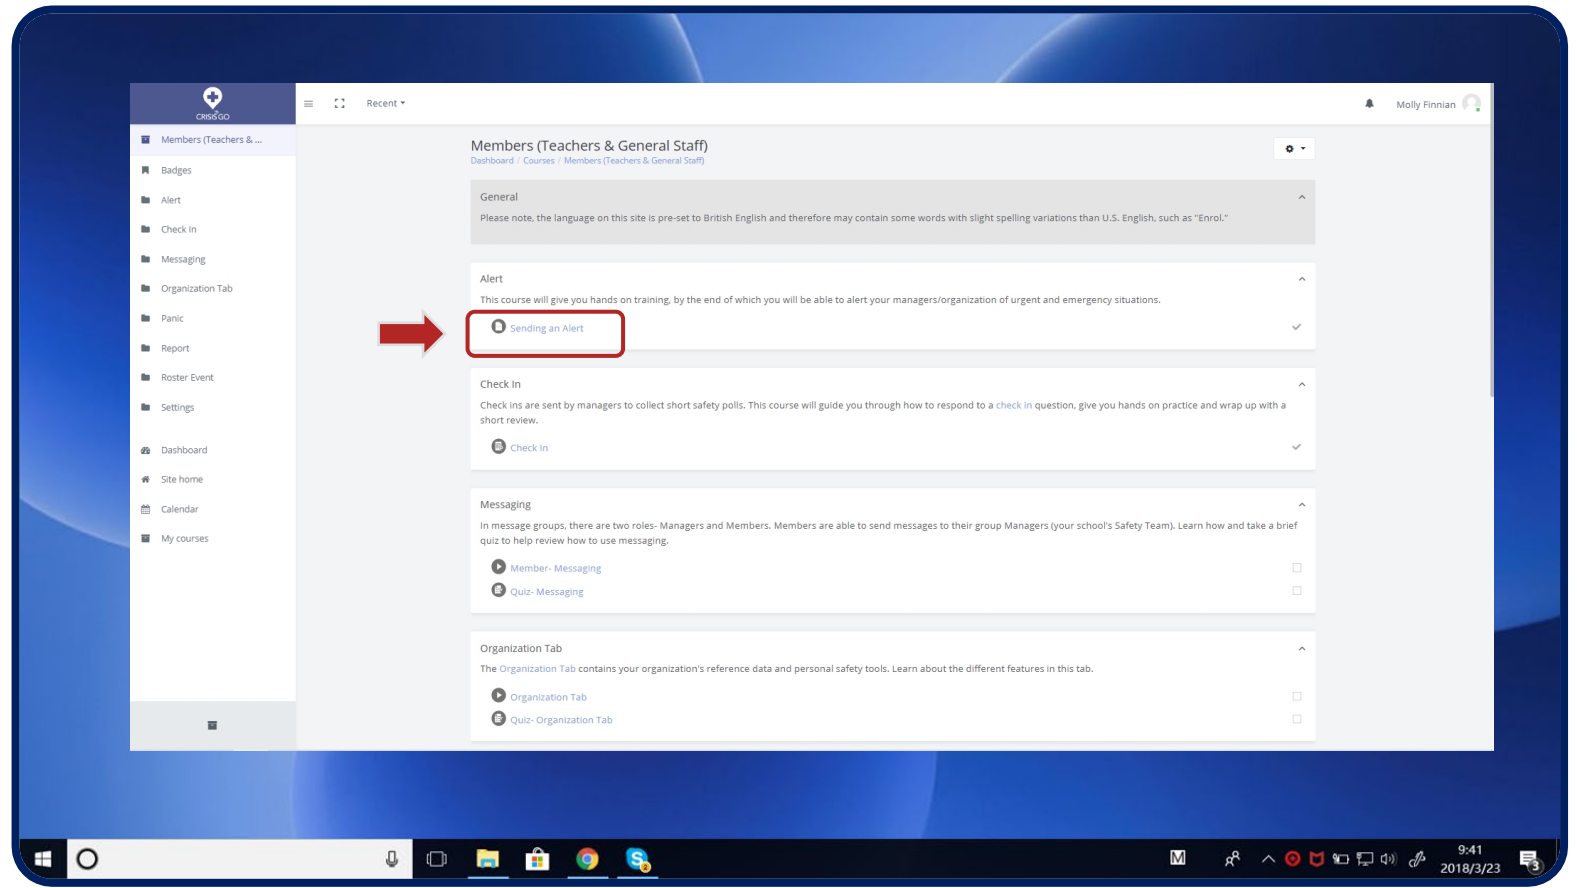 CRISISGO
Recent
Molly Finnian
Members (Teachers & ...
Badges
Alert
Check In
Messaging
Organization Tab
Panic
Report
Roster Event
Settings
Dashboard
Site home
Calendar
My courses
Members (Teachers & General Staff)
Dashboard / Courses / Members (Teachers & General Staff)
General
Please note, the language on this site is pre-set to British English and therefore may contain some words with slight spelling variations than U.S. English, such as "Enrol."
Alert
This course will give you hands on training, by the end of which you will be able to alert your managers/organization of urgent and emergency situations.
Sending an Alert
Check In
Check ins are sent by managers to collect short safety polls. This course will guide you through how to respond to a check in question, give you hands on practice and wrap up with a
short review.
Check In
Messaging
In message groups, there are two roles- Managers and Members. Members are able to send messages to their group Managers (your school's Safety Team). Learn how and take a brief
quiz to help review how to use messaging.
Member- Messaging
Quiz- Messaging
Organization Tab
The Organization Tab contains your organization's reference data and personal safety tools. Learn about the different features in this tab.
Organization Tab
Quiz- Organization Tab
M
9:41
2018/3/23
3